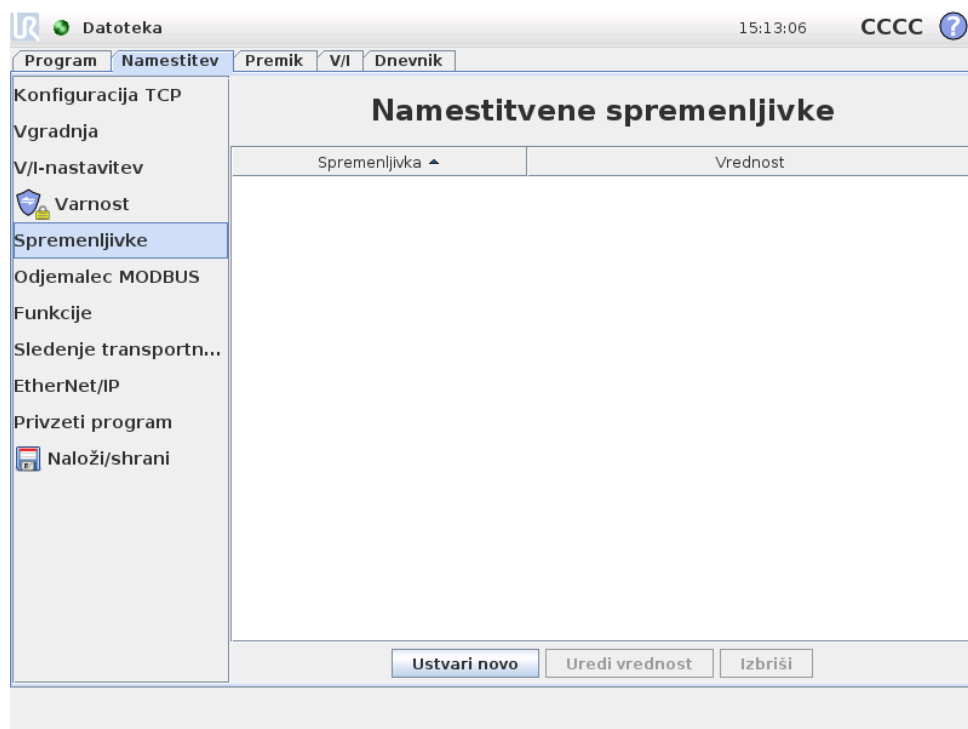 UR Datoteka 15:13:06 CCCC ?
Program Namestitev Premik V/I Dnevnik
Konfiguracija TCP
Vgradnja
V/I-nastavitev
Varnost
Spremenljivke
Odjemalec MODBUS
Funkcije
Sledenje transportn...
EtherNet/IP
Privzeti program
Naloži/shrani
Namestitvene spremenljivke
Spremenljivka Vrednost
Ustvari novo Uredi vrednost Izbriši